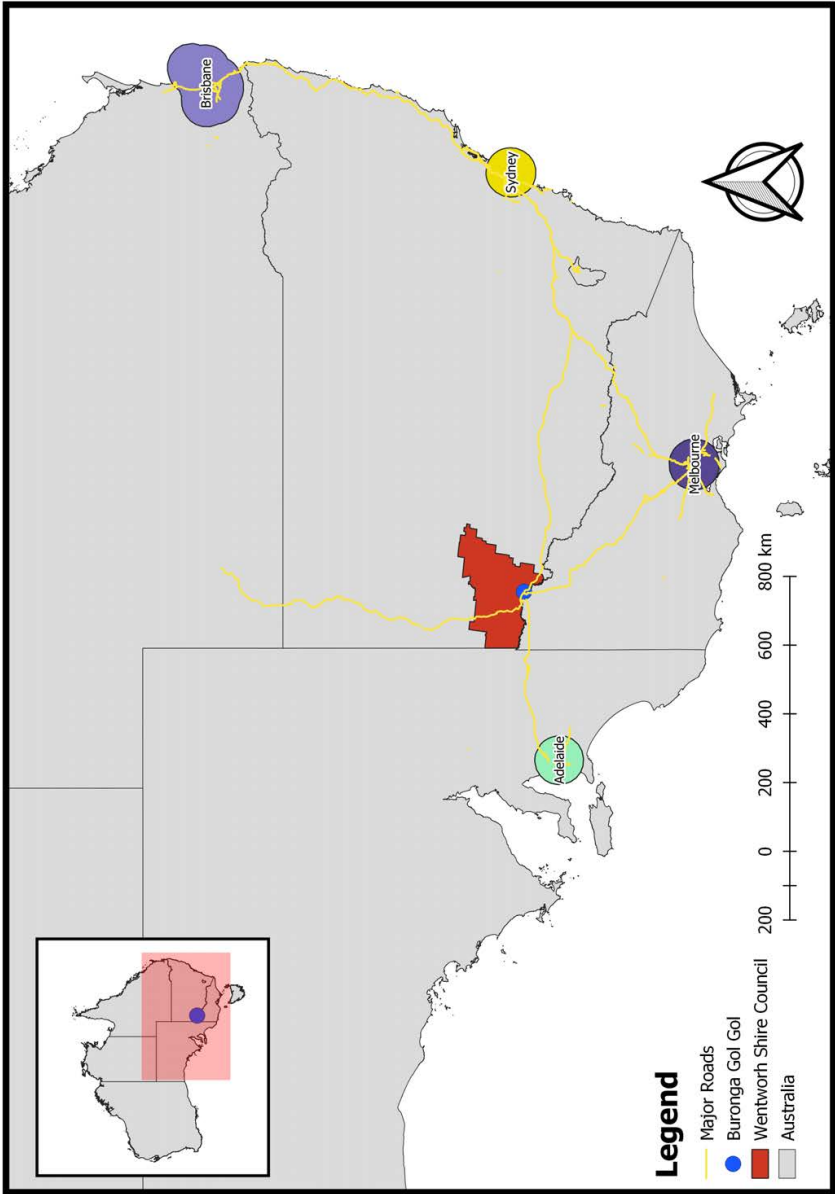 Brisbane
Sydney
Melbourne
Adelaide
200 0 200 400 600 800 km
Legend
Major Roads
Buronga Gol Gol
Wentworh Shire Council
Australia